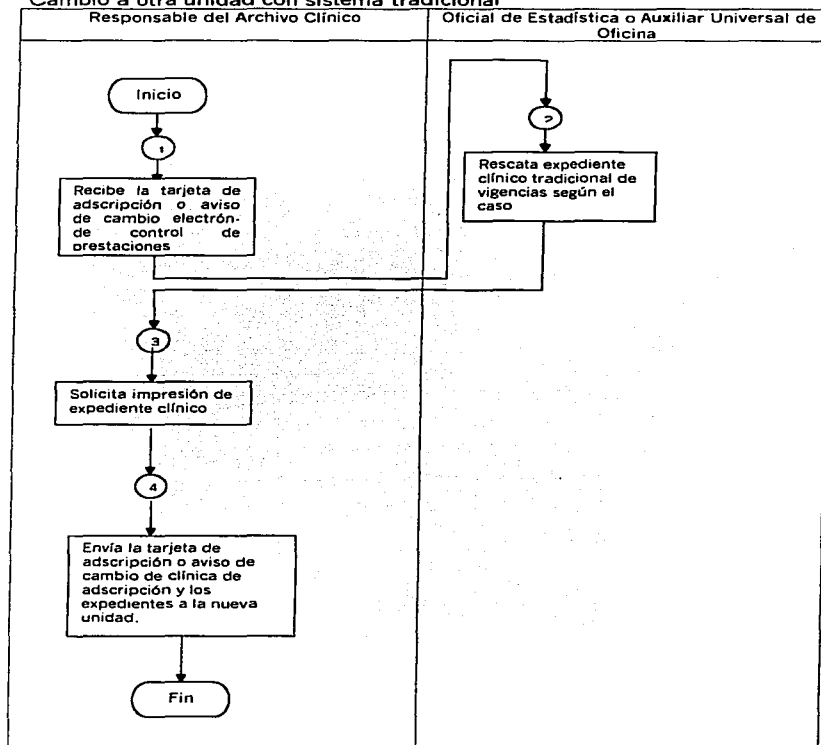 Cambio a otra unidad con sistema tradicional
Responsable del Archivo Clínico
Oficial de Estadística o Auxiliar Universal de
Oficina
Inicio
1
Recibe la tarjeta de
adscripción o aviso
de cambio electrón-
de control de
prestaciones
2
Rescata expediente
clínico tradicional de
vigencias según el
caso
3
Solicita impresión de
expediente clínico
4
Envía la tarjeta de
adscripción o aviso de
cambio de clínica de
adscripción y los
expedientes a la nueva
unidad.
Fin